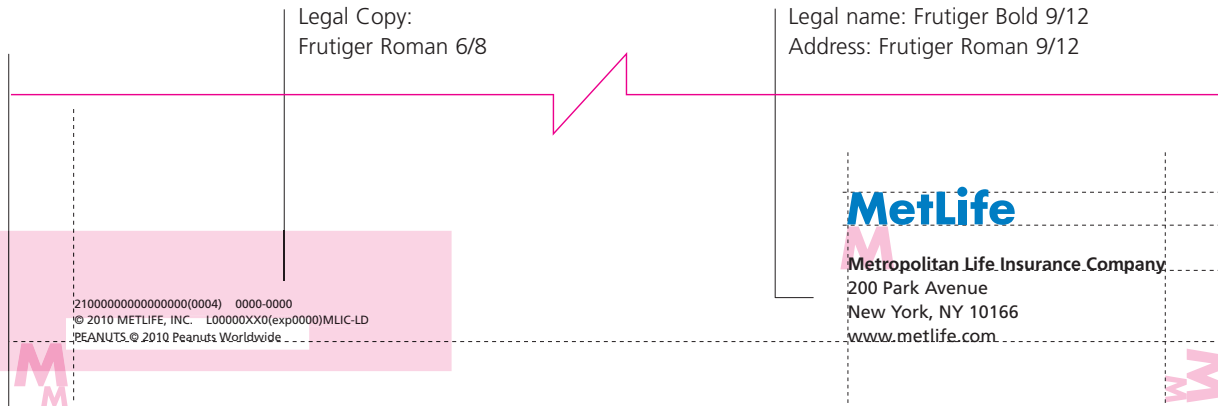 Legal Copy:
Frutiger Roman 6/8
Legal name: Frutiger Bold 9/12
Address: Frutiger Roman 9/12
MetLife
M
Metropolitan Life Insurance Company
200 Park Avenue
New York, NY 10166
www.metlife.com
21000000000000000(0004) 0000-0000
© 2010 METLIFE, INC. L00000XX0(exp0000)MLIC-LD
PEANUTS © 2010 Peanuts Worldwide
M
M
M
M